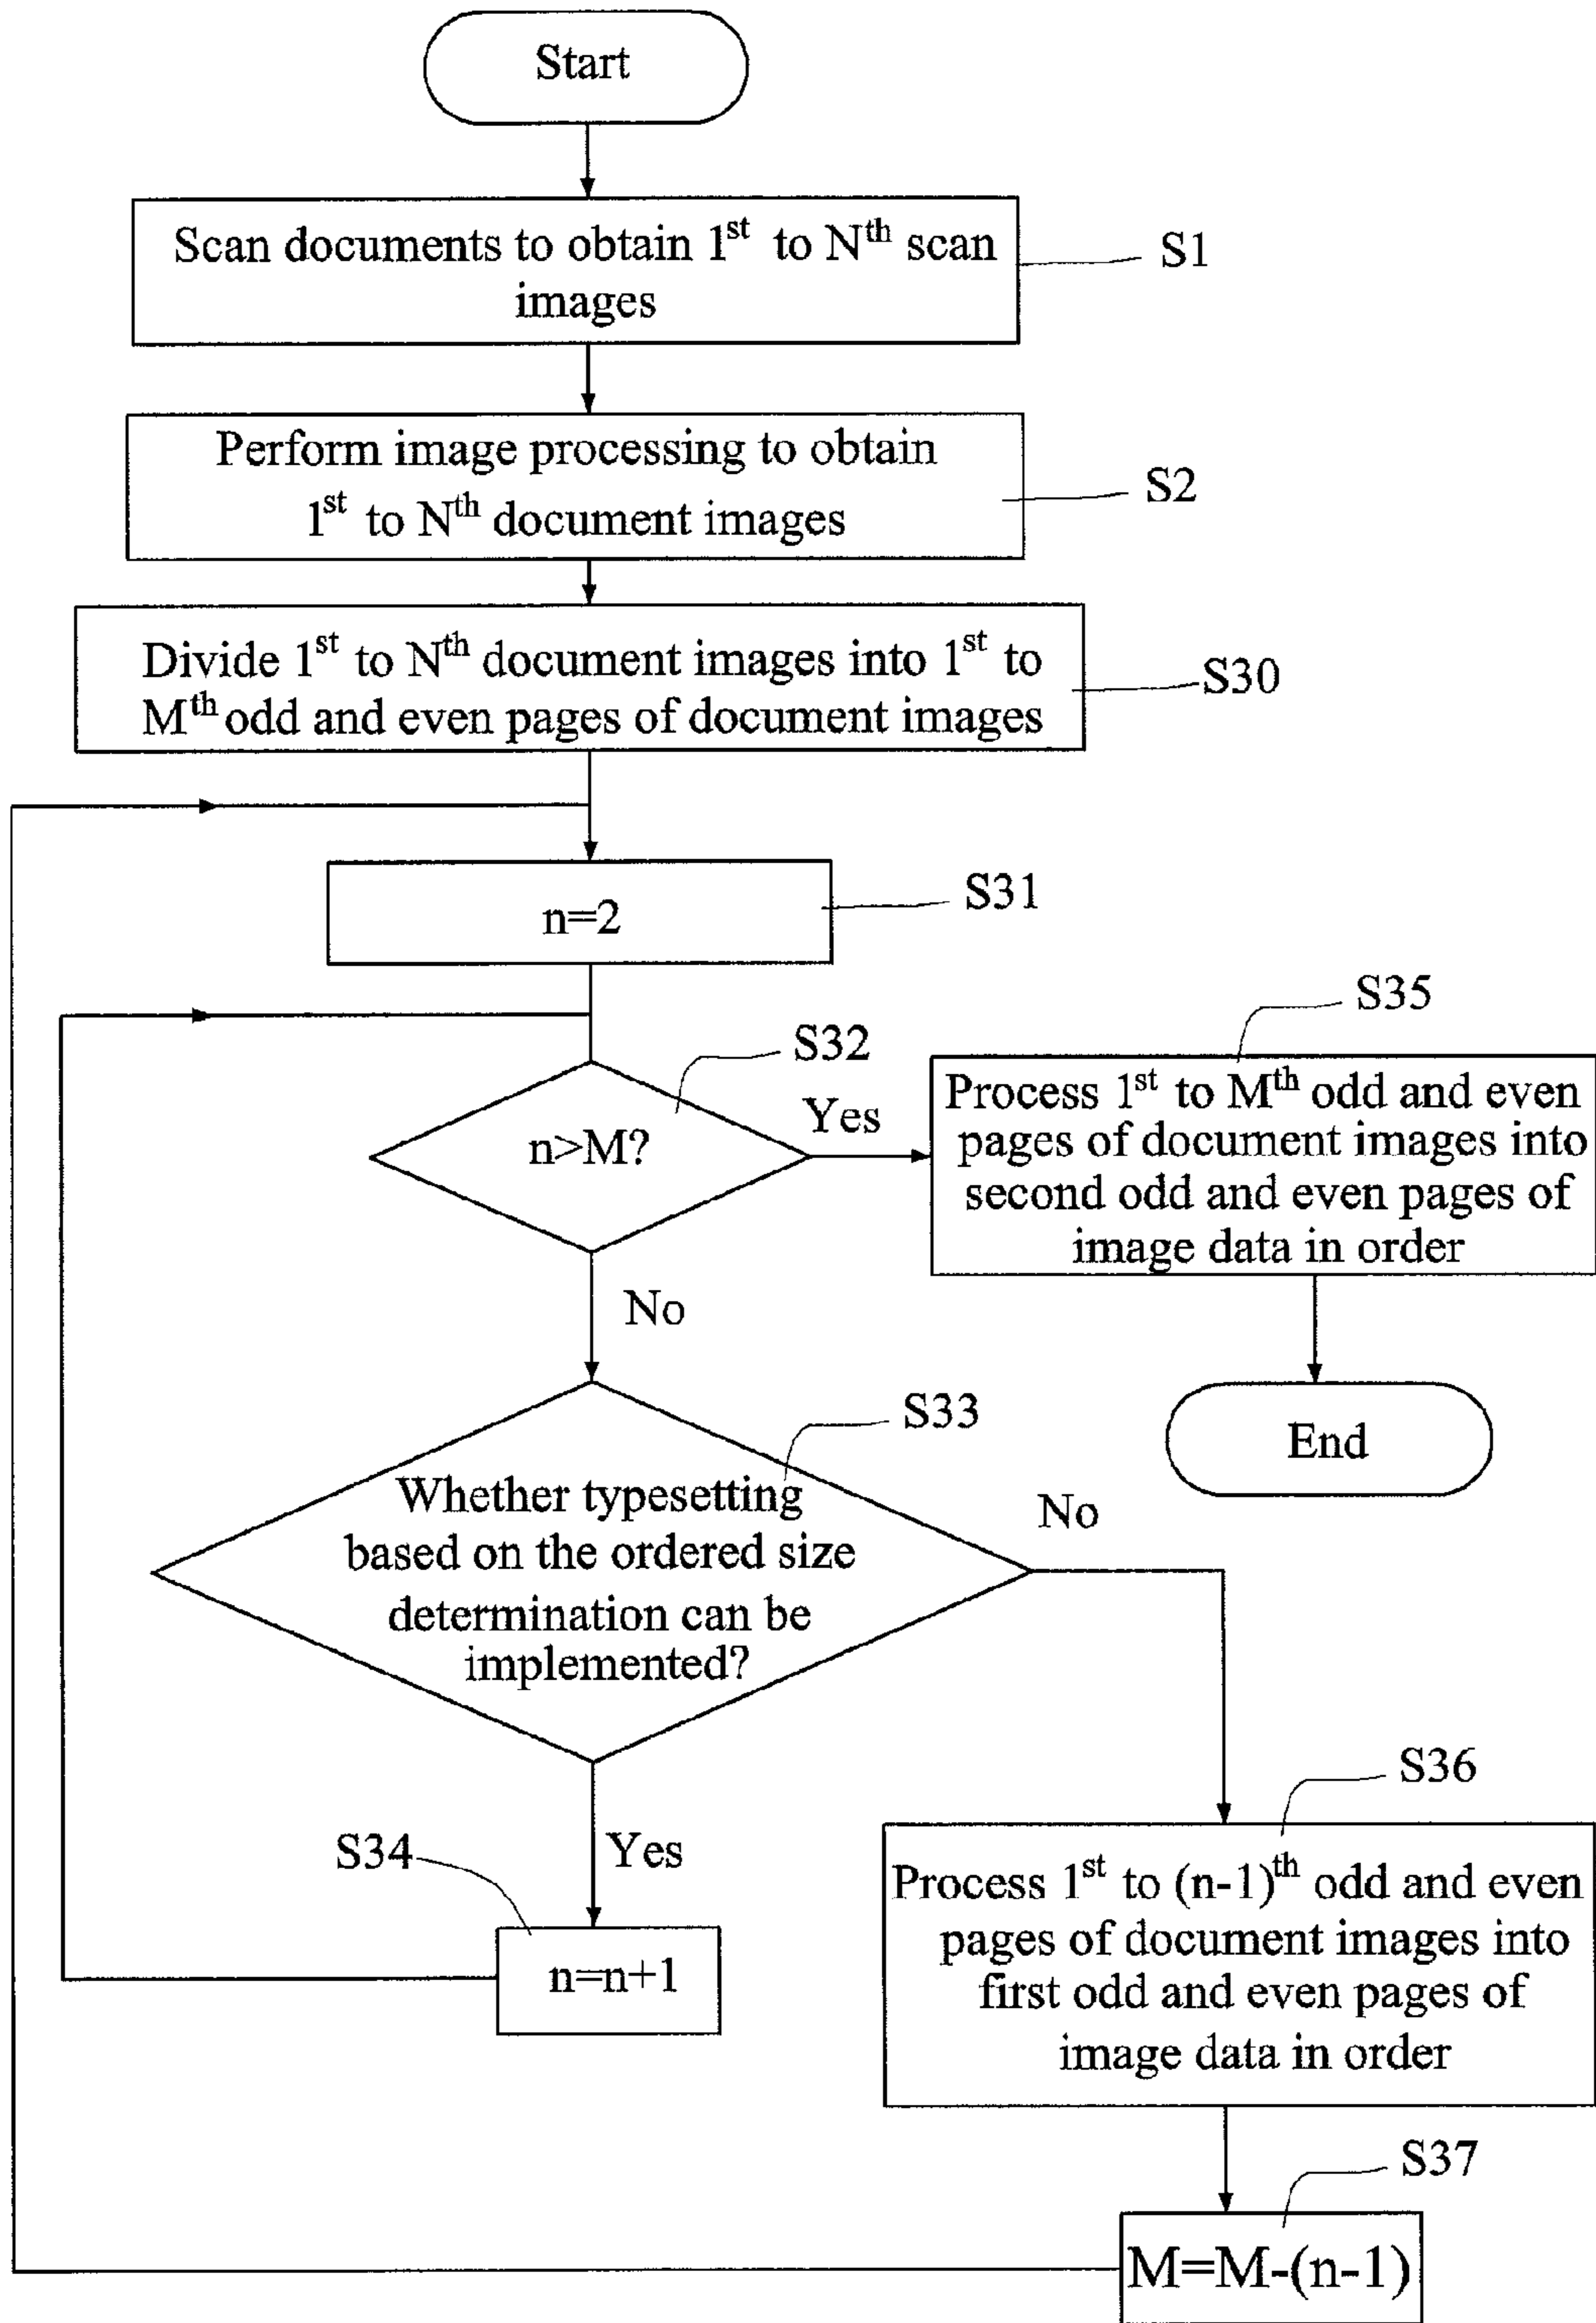 Start
Scan documents to obtain 1st to Nth scan
images
S1
Perform image processing to obtain
1st to Nth document images
S2
Divide 1st to Nth document images into 1st to
Mth odd and even pages of document images
S30
n=2
S31
n>M?
S32
Yes
No
Process 1st to Mth odd and even
pages of document images into
second odd and even pages of
image data in order
S35
End
Whether typesetting
based on the ordered size
determination can be
implemented?
S33
No
Yes
n=n+1
S34
Process 1st to (n-1)th odd and even
pages of document images into
first odd and even pages of
image data in order
S36
M=M-(n-1)
S37